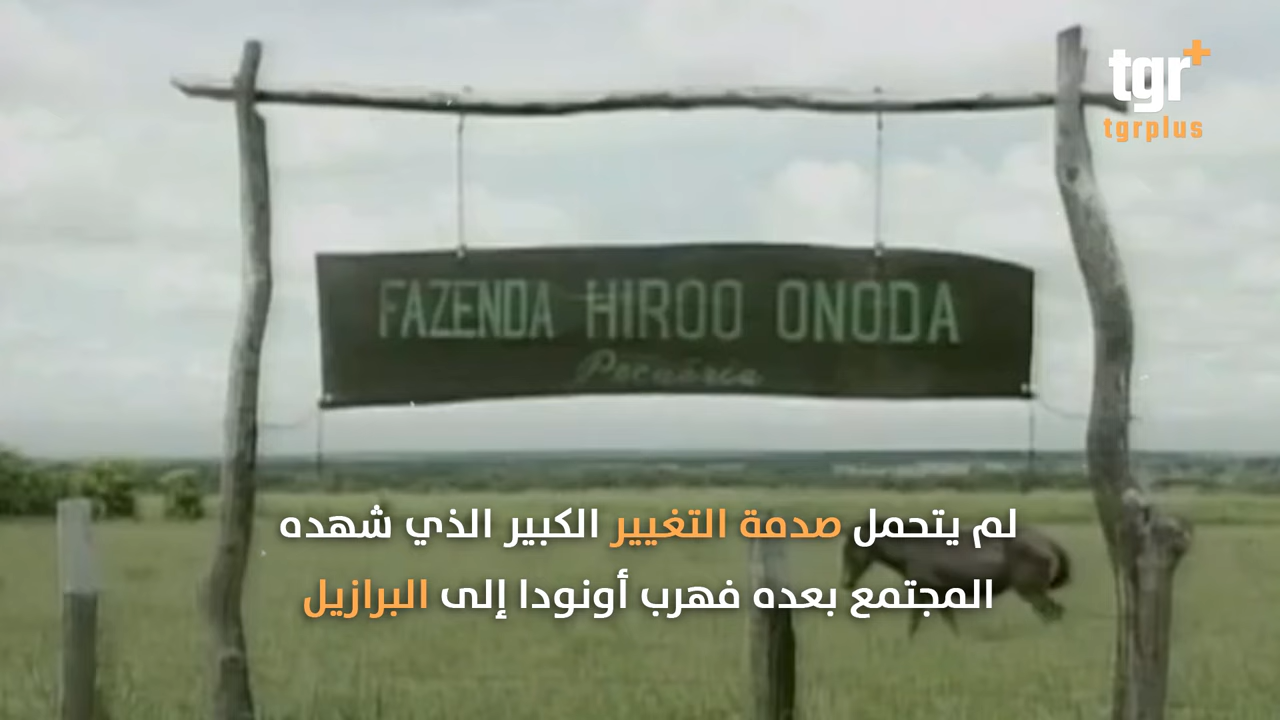 tgr+
tgrplus
FAZENDA HIROO ONODA
Pecuária
لم يتحمل صدمة التغيير الكبير الذي شهده
المجتمع بعده فهرب أونودا إلى البرازيل